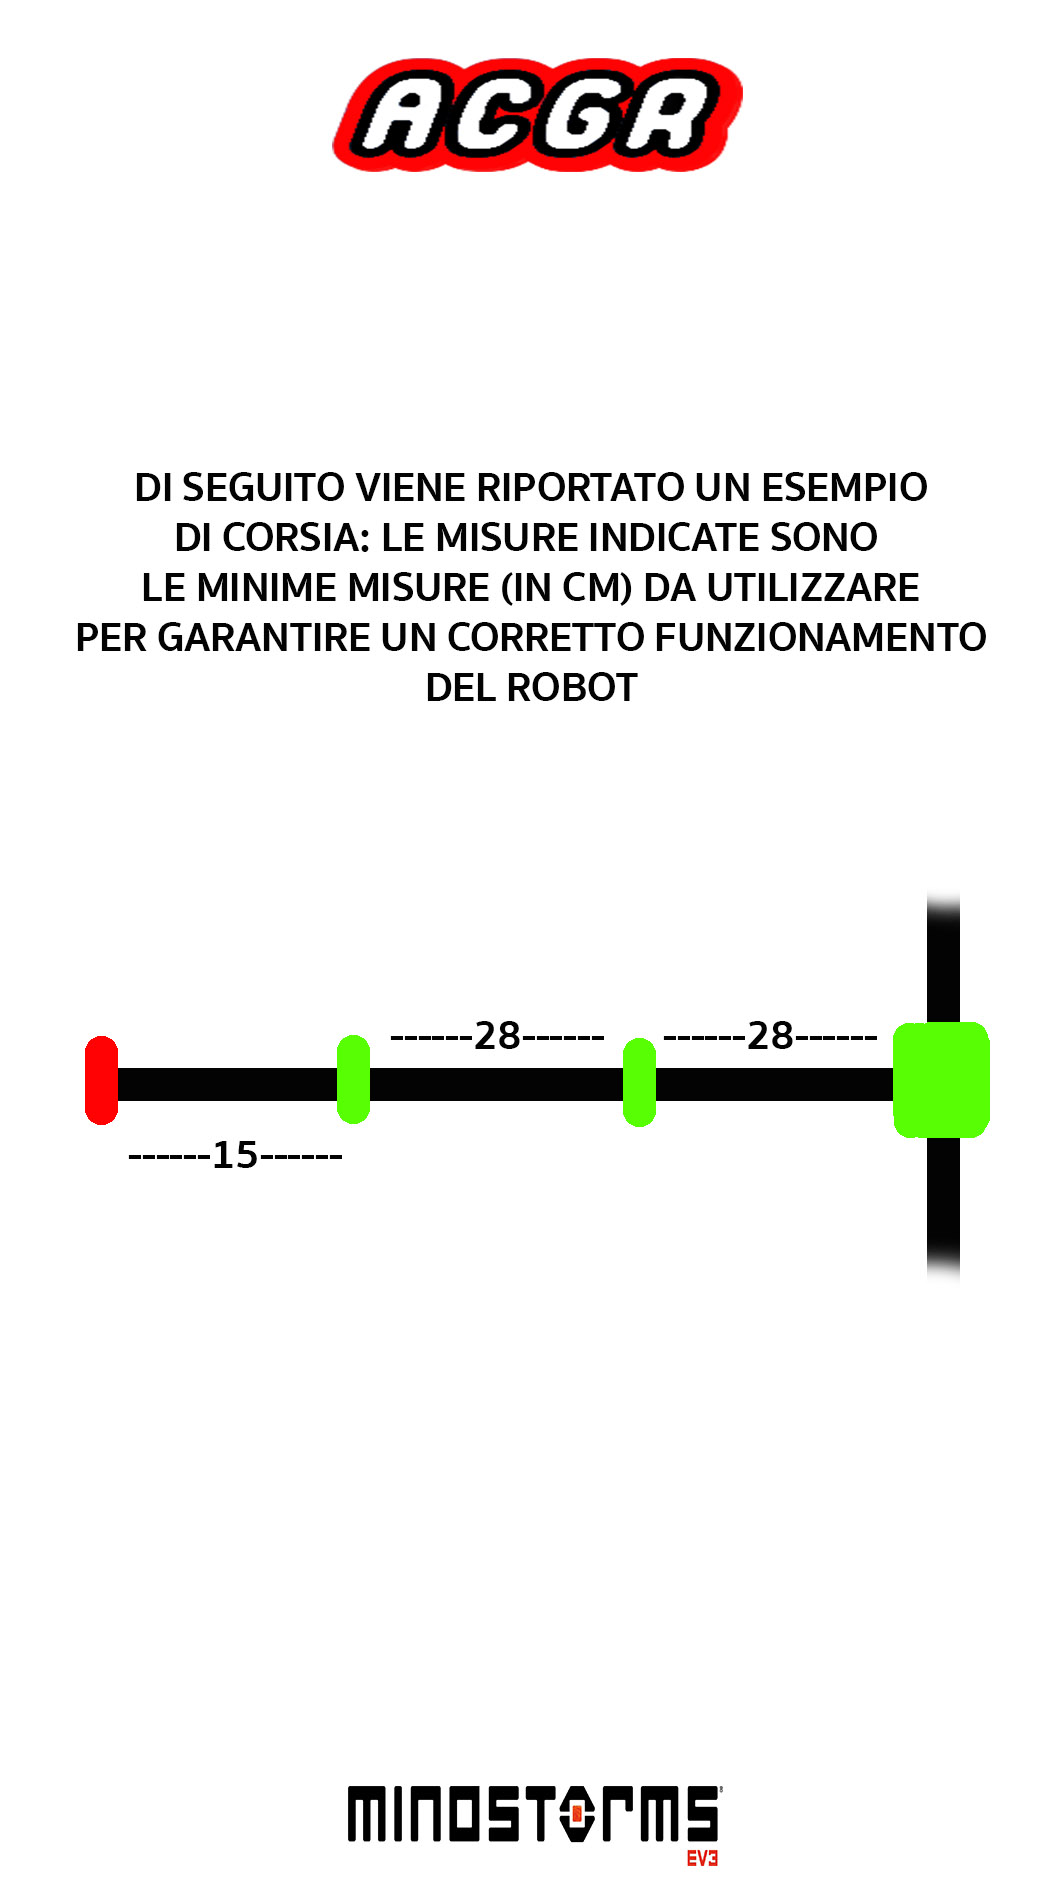 ACGR
DI SEGUITO VIENE RIPORTATO UN ESEMPIO
DI CORSIA: LE MISURE INDICATE SONO
LE MINIME MISURE (IN CM) DA UTILIZZARE
PER GARANTIRE UN CORRETTO FUNZIONAMENTO
DEL ROBOT
------28------ ------28------
------15------
MINDSTORMS
EV3